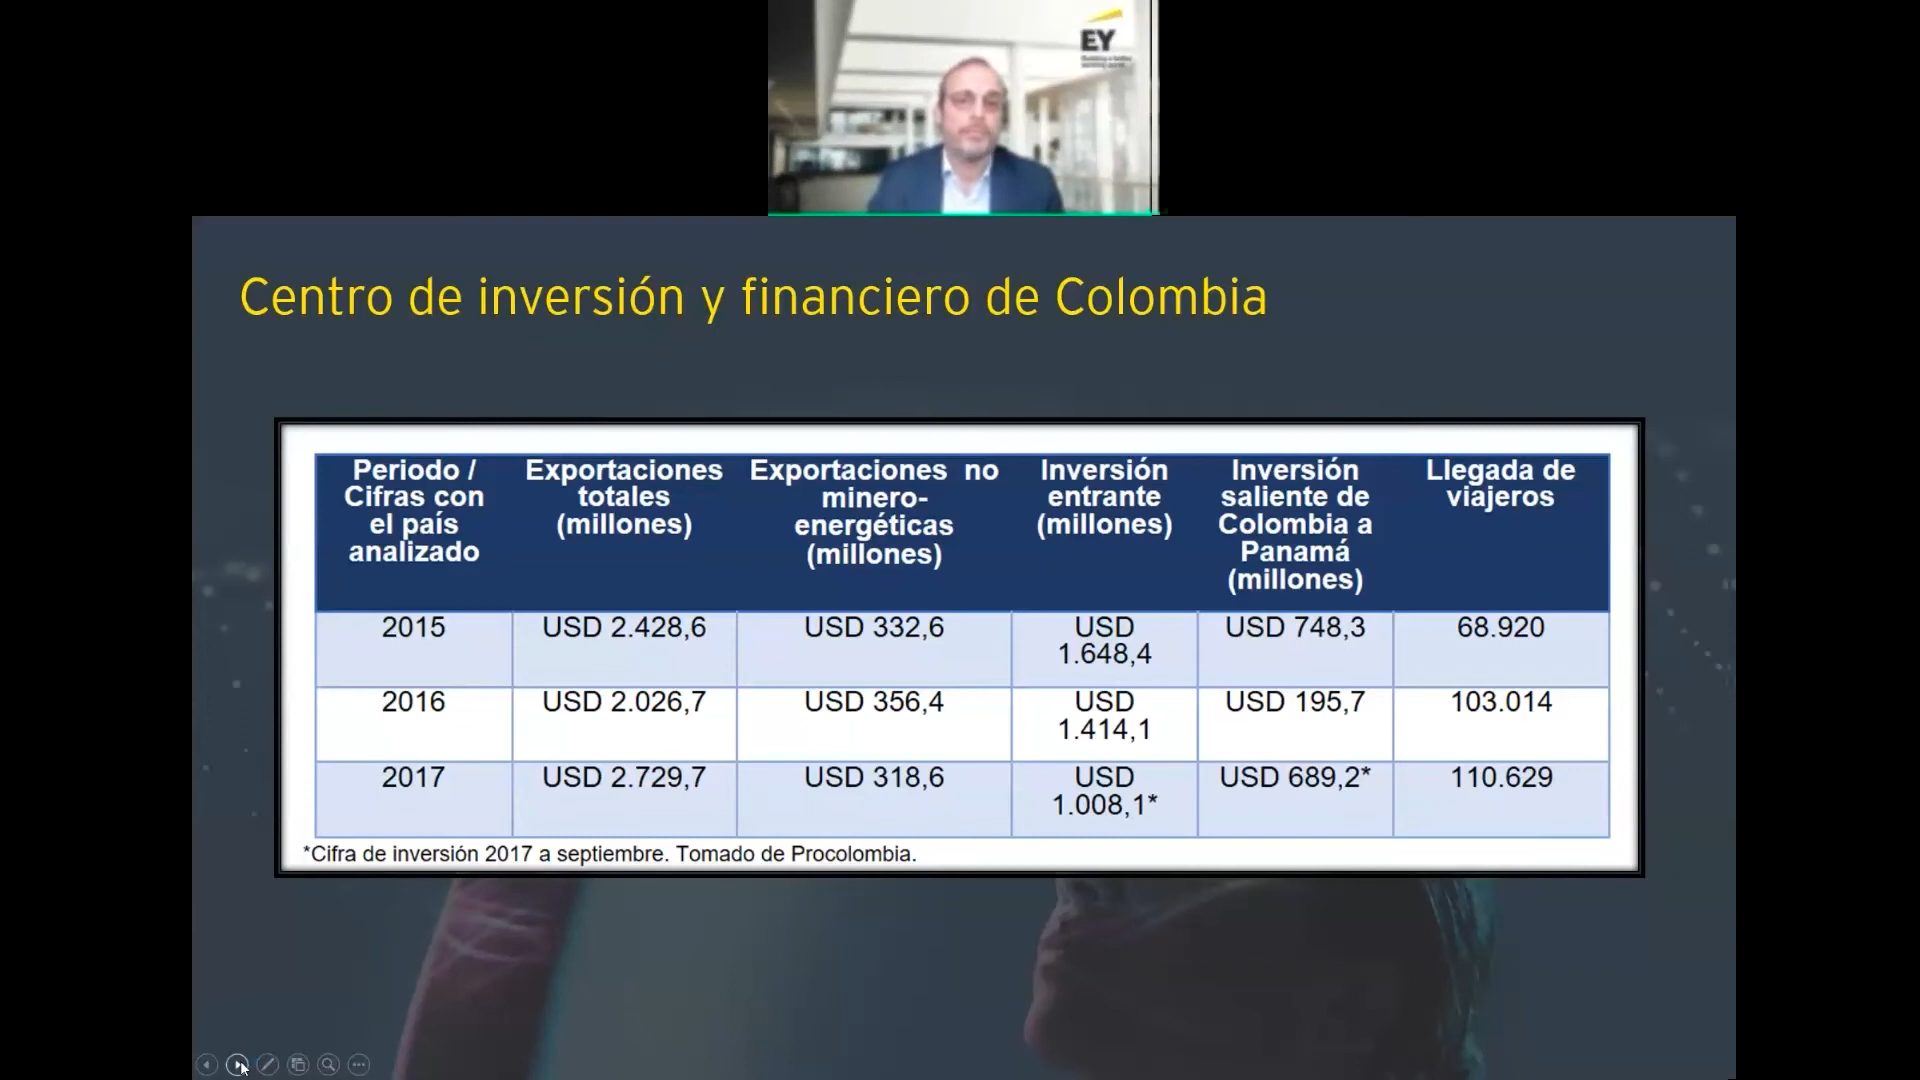 EY
Centro de inversión y financiero de Colombia
Periodo /
Cifras con
el país
analizado
Exportaciones
totales
(millones)
Exportaciones no
minero-
energéticas
(millones)
Inversión
entrante
(millones)
Inversión
saliente de
Colombia a
Panamá
(millones)
Llegada de
viajeros
2015
USD 2.428,6
USD 332,6
USD
1.648,4
USD 748,3
68.920
2016
USD 2.026,7
USD 356,4
USD
1.414,1
USD 195,7
103.014
2017
USD 2.729,7
USD 318,6
USD
1.008,1*
USD 689,2*
110.629
*Cifra de inversión 2017 a septiembre. Tomado de Procolombia.